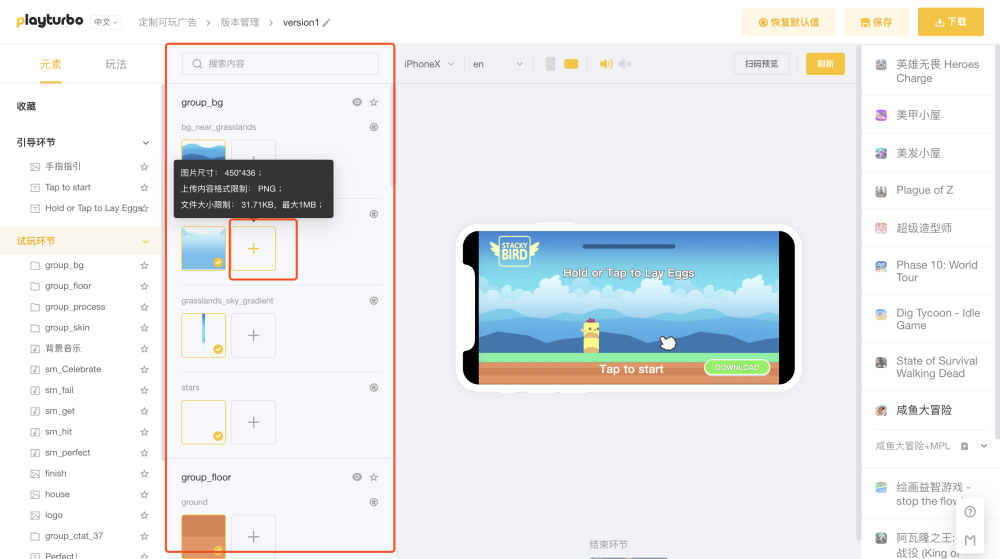 playturbo 中文 定制可玩广告 > 版本管理 > version1 恢复默认值 保存 下载
元素 玩法
收藏
引导环节
手指指引
Tap to start
Hold or Tap to Lay Eggs
试玩环节
group_bg
group_floor
group_process
group_skin
背景音乐
sm_Celebrate
sm_fail
sm_get
sm_hit
sm_perfect
finish
house
logo
group_ctat_37
Perfect!
搜索内容
group_bg
bg_near_grasslands
图片尺寸： 450*436；
上传内容格式限制： PNG；
文件大小限制： 31.71KB，最大1MB；
grasslands_sky_gradient
stars
group_floor
ground
iPhoneX en 扫码预览 刷新
STACKY
BIRD
Hold or Tap to Lay Eggs
Tap to start
DOWNLOAD
结束环节
英雄无畏 Heroes
Charge
美甲小屋
美发小屋
Plague of Z
超级造型师
Phase 10: World
Tour
Dig Tycoon - Idle
Game
State of Survival
Walking Dead
咸鱼大冒险
咸鱼大冒险+MPL
绘画益智游戏 -
stop the flow
阿瓦隆之王:
战役 (King of